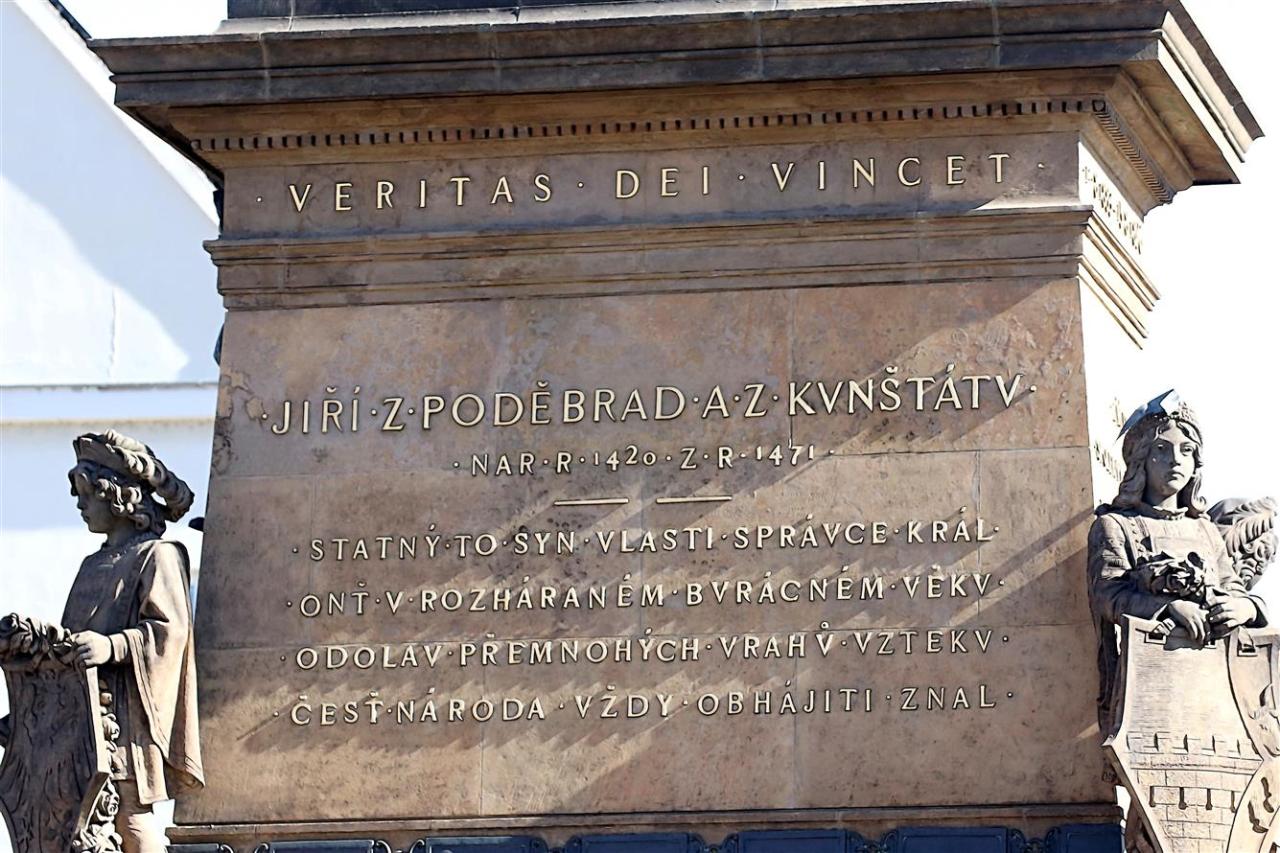 · VERITAS · DEI · VINCET ·
· JIŘÍ · Z · PODĚBRAD · A · Z · KVNŠTÁTV ·
· NAR · R · 1420 · Z · R · 1471 ·
· STATNÝ · TO · SYN · VLASTI · SPRÁVCE · KRÁL ·
· ONŤ · V · ROZHÁRANÉM · BVRÁCNÉM · VĚKV ·
· ODOLAV · PŘEMNOHÝCH · VRAHŮ · VZTEKV ·
· ČESŤ · NÁRODA · VŽDY · OBHÁJITI · ZNAL ·